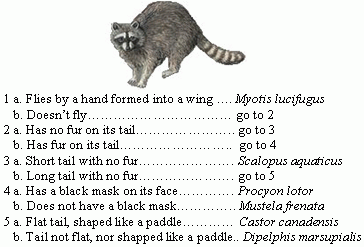 1 a. Flies by a hand formed into a wing .... Myotis lucifugus
b. Doesn't fly................................. go to 2
2 a. Has no fur on its tail....................... go to 3
b. Has fur on its tail.......................... go to 4
3 a. Short tail with no fur...................... Scalopus aquaticus
b. Long tail with no fur....................... go to 5
4 a. Has a black mask on its face............. Procyon lotor
b. Does not have a black mask.............. Mustela frenata
5 a. Flat tail, shaped like a paddle............ Castor canadensis
b. Tail not flat, nor shaped like a paddle.. Dipelphis marsupialis